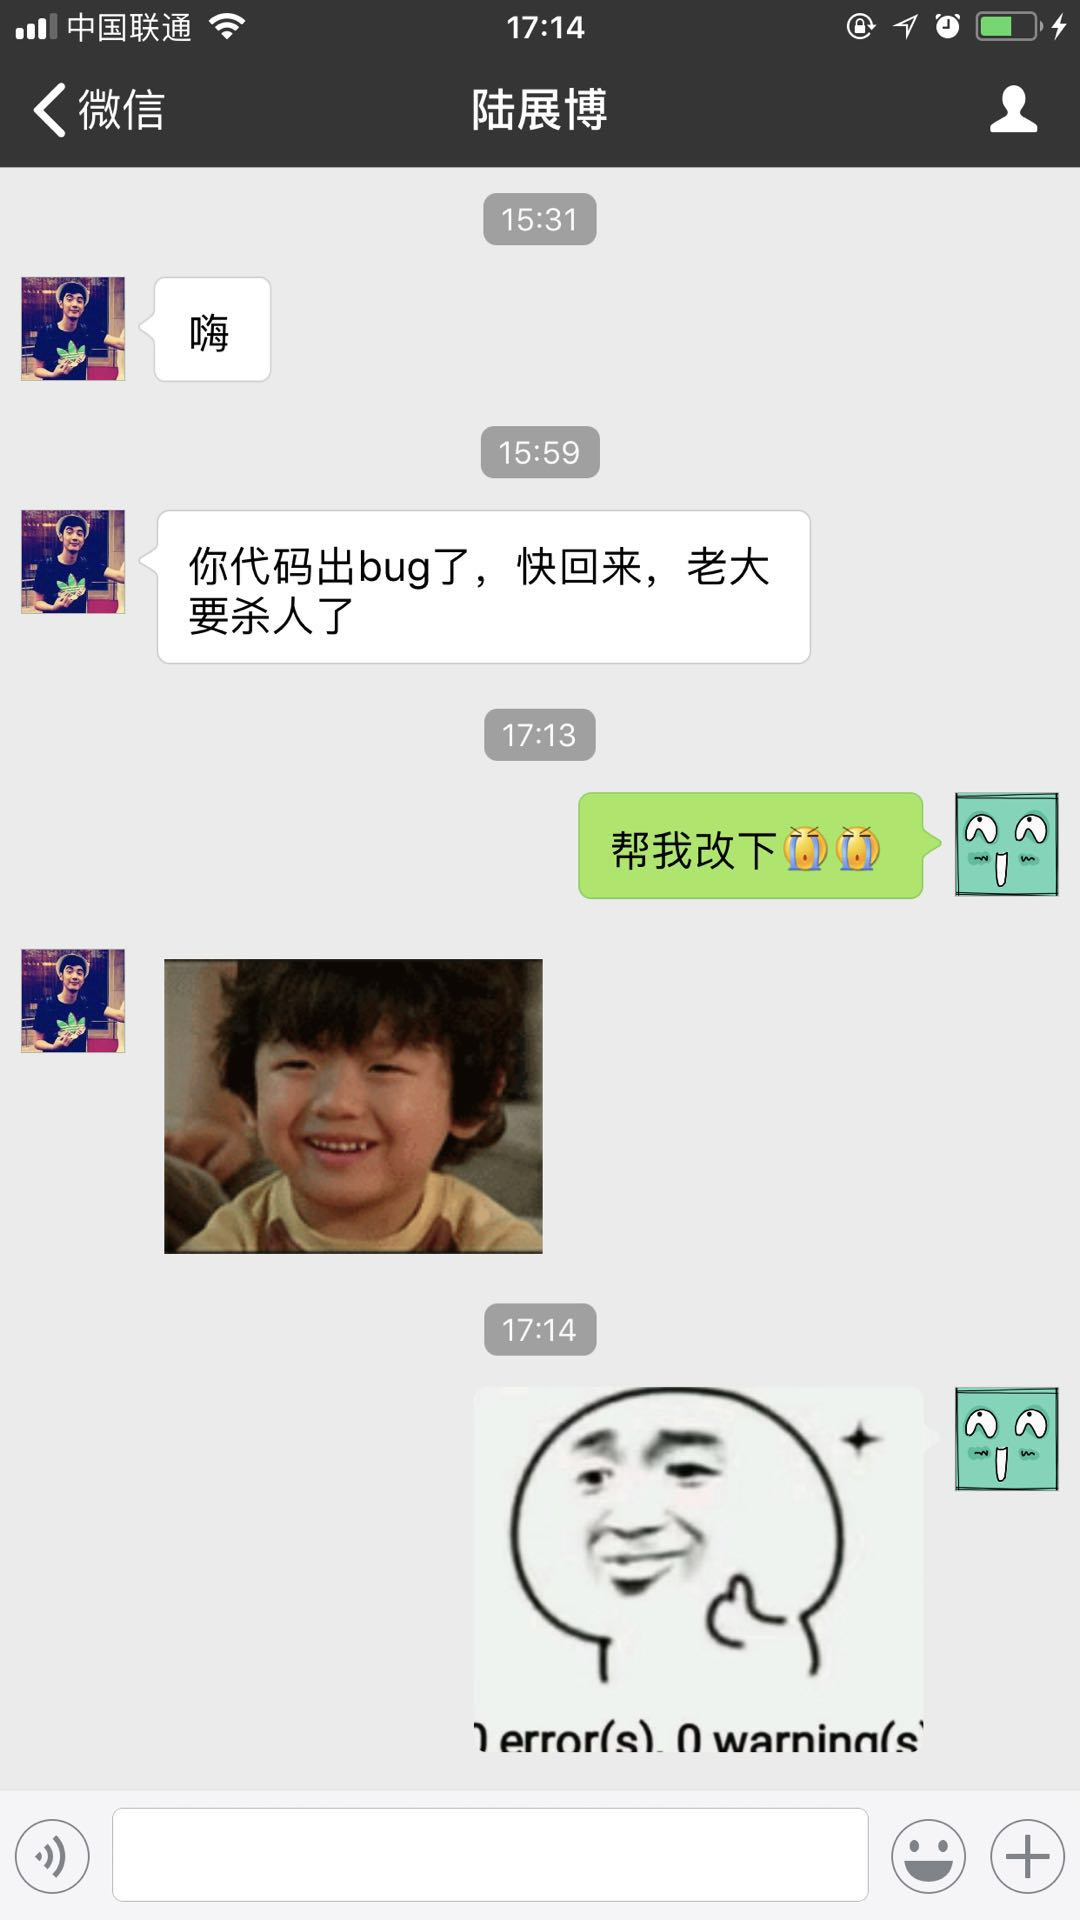 中国联通
17:14
微信
陆展博
15:31
嗨
15:59
你代码出bug了，快回来，老大
要杀人了
17:13
帮我改下😭😭
17:14
0 error(s), 0 warning(s)